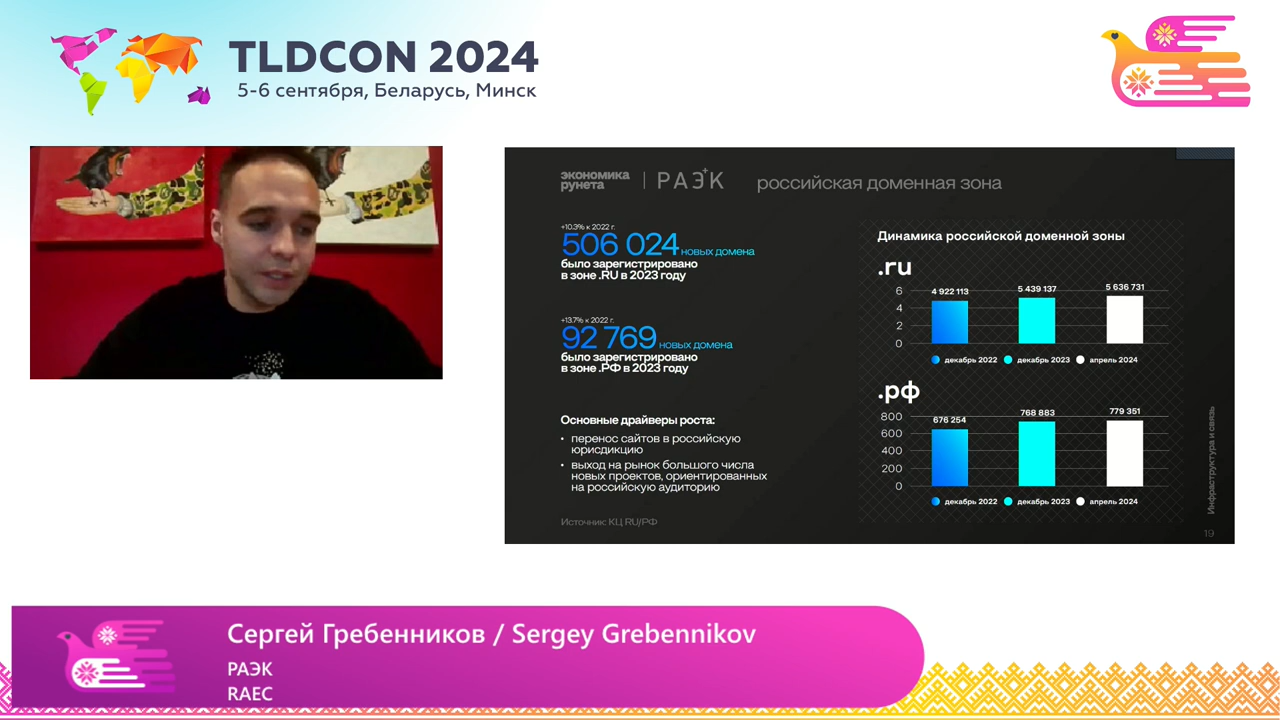 TLDCON 2024
5-6 сентября, Беларусь, Минск
экономика
рунета
РАЭК
российская доменная зона
+10.3% к 2022 г.
506 024 новых домена
было зарегистрировано
в зоне .RU в 2023 году
+13.7% к 2022 г.
92 769 новых домена
было зарегистрировано
в зоне .РФ в 2023 году
Основные драйверы роста:
• перенос сайтов в российскую
юрисдикцию
• выход на рынок большого числа
новых проектов, ориентированных
на российскую аудиторию
Источник: КЦ RU/РФ
Динамика российской доменной зоны
.ru
4 922 113
5 439 137
5 636 731
6
4
2
0
декабрь 2022
декабрь 2023
апрель 2024
.рф
676 254
768 883
779 351
800
600
400
200
0
декабрь 2022
декабрь 2023
апрель 2024
Инфраструктура и связь
19
Сергей Гребенников / Sergey Grebennikov
РАЭК
RAEC